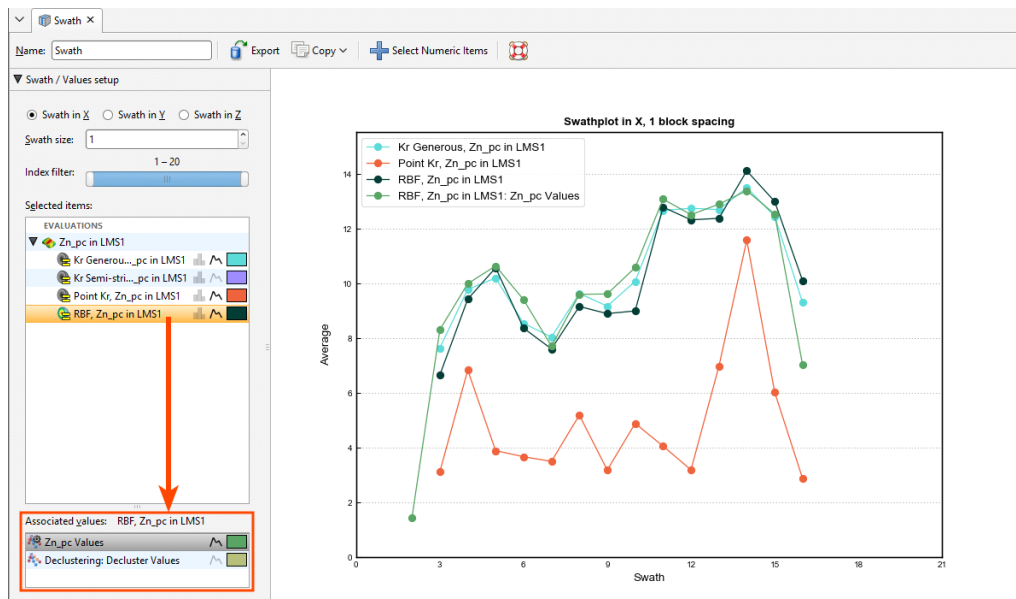 Swath ×
Name: Swath Export Copy Select Numeric Items
Swath / Values setup
Swath in X Swath in Y Swath in Z
Swath size: 1
1 – 20
Index filter:
Selected items:
EVALUATIONS
Zn_pc in LMS1
Kr Generou..._pc in LMS1
Kr Semi-stri..._pc in LMS1
Point Kr, Zn_pc in LMS1
RBF, Zn_pc in LMS1
Associated values: RBF, Zn_pc in LMS1
Zn_pc Values
Declustering: Decluster Values
Swathplot in X, 1 block spacing
Kr Generous, Zn_pc in LMS1
Point Kr, Zn_pc in LMS1
RBF, Zn_pc in LMS1
RBF, Zn_pc in LMS1: Zn_pc Values
Average
14
12
10
8
6
4
2
0
0 3 6 9 12 15 18 21
Swath